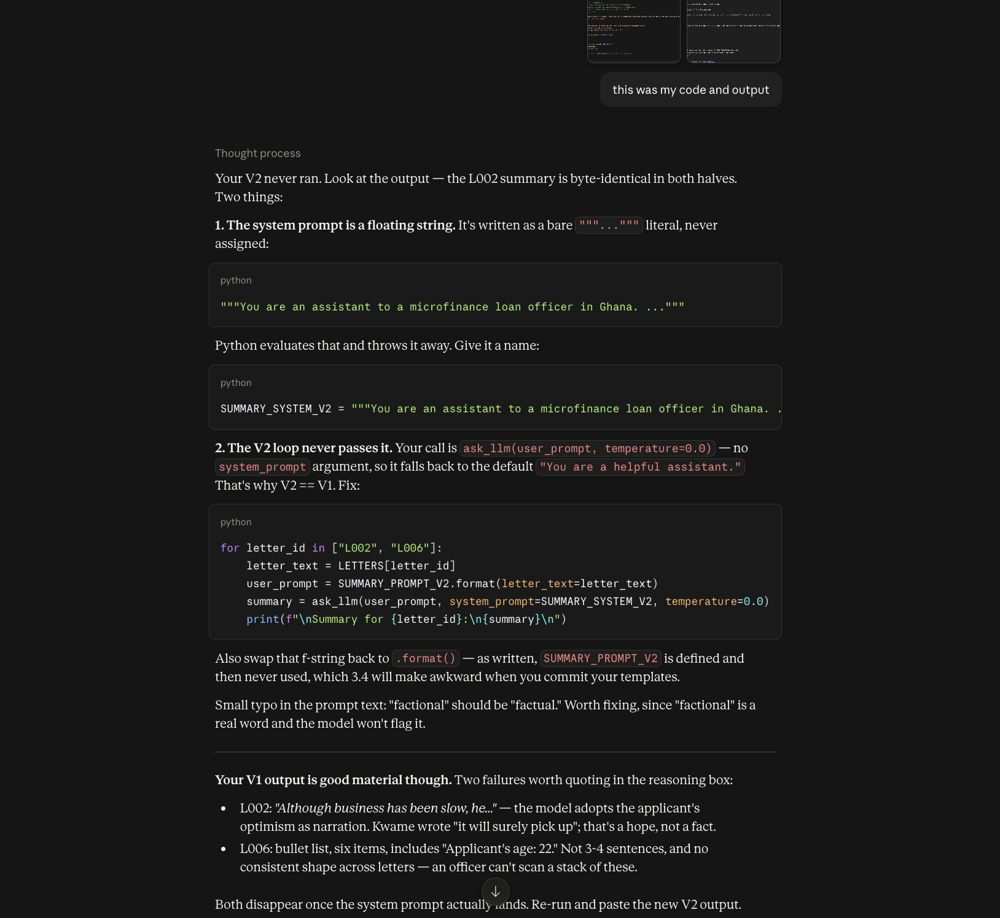 this was my code and output
Thought process
Your V2 never ran. Look at the output — the L002 summary is byte-identical in both halves.
Two things:
1. The system prompt is a floating string. It's written as a bare """...""" literal, never
assigned:
python
"""You are an assistant to a microfinance loan officer in Ghana. ..."""
Python evaluates that and throws it away. Give it a name:
python
SUMMARY_SYSTEM_V2 = """You are an assistant to a microfinance loan officer in Ghana. .
2. The V2 loop never passes it. Your call is ask_llm(user_prompt, temperature=0.0) — no
system_prompt argument, so it falls back to the default "You are a helpful assistant."
That's why V2 == V1. Fix:
python
for letter_id in ["L002", "L006"]:
    letter_text = LETTERS[letter_id]
    user_prompt = SUMMARY_PROMPT_V2.format(letter_text=letter_text)
    summary = ask_llm(user_prompt, system_prompt=SUMMARY_SYSTEM_V2, temperature=0.0)
    print(f"\nSummary for {letter_id}:\n{summary}\n")
Also swap that f-string back to .format() — as written, SUMMARY_PROMPT_V2 is defined and
then never used, which 3.4 will make awkward when you commit your templates.
Small typo in the prompt text: "factional" should be "factual." Worth fixing, since "factional" is a
real word and the model won't flag it.
Your V1 output is good material though. Two failures worth quoting in the reasoning box:
• L002: "Although business has been slow, he..." — the model adopts the applicant's
optimism as narration. Kwame wrote "it will surely pick up"; that's a hope, not a fact.
• L006: bullet list, six items, includes "Applicant's age: 22." Not 3-4 sentences, and no
consistent shape across letters — an officer can't scan a stack of these.
Both disappear once the system prompt actually lands. Re-run and paste the new V2 output.